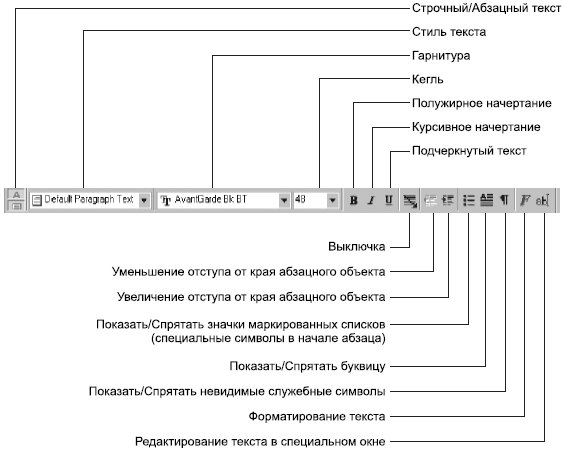 Строчный/Абзацный текст
Стиль текста
Гарнитура
Кегль
Полужирное начертание
Курсивное начертание
Подчеркнутый текст
Default Paragraph Text AvantGarde Bk BT 48 B I U ¶ F ab
Выключка
Уменьшение отступа от края абзацного объекта
Увеличение отступа от края абзацного объекта
Показать/Спрятать значки маркированных списков
(специальные символы в начале абзаца)
Показать/Спрятать буквицу
Показать/Спрятать невидимые служебные символы
Форматирование текста
Редактирование текста в специальном окне